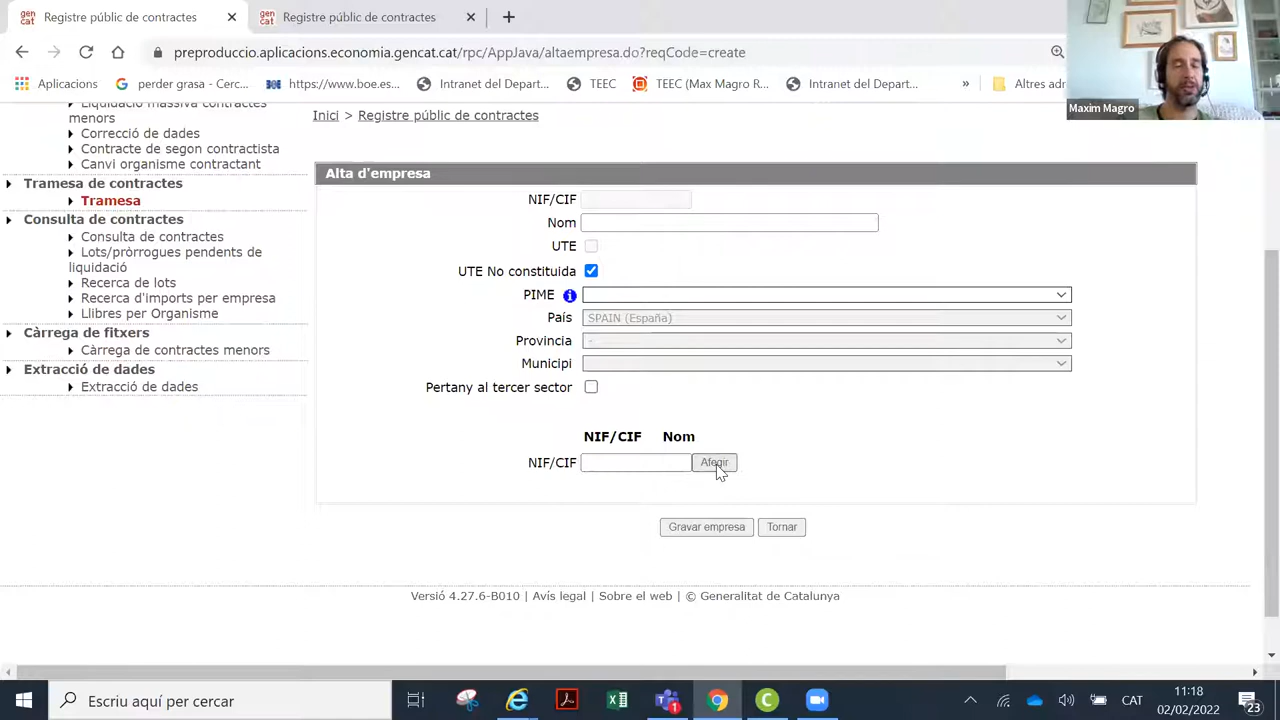 Registre públic de contractes
Registre públic de contractes
preproduccio.aplicacions.economia.gencat.cat/rpc/AppJava/altaempresa.do?reqCode=create
Aplicacions
perder grasa - Cerc...
https://www.boe.es...
Intranet del Depart...
TEEC
TEEC (Max Magro R...
Intranet del Depart...
»
Altres adr
Maxim Magro
Liquidació massiva contractes
menors
Correcció de dades
Contracte de segon contractista
Canvi organisme contractant
Tramesa de contractes
Tramesa
Consulta de contractes
Consulta de contractes
Lots/pròrrogues pendents de
liquidació
Recerca de lots
Recerca d'imports per empresa
Llibres per Organisme
Càrrega de fitxers
Càrrega de contractes menors
Extracció de dades
Extracció de dades
Inici > Registre públic de contractes
Alta d'empresa
NIF/CIF
Nom
UTE
UTE No constituida
PIME
País SPAIN (España)
Provincia -
Municipi
Pertany al tercer sector
NIF/CIF Nom
NIF/CIF Afegir
Gravar empresa Tornar
Versió 4.27.6-B010 | Avís legal | Sobre el web | © Generalitat de Catalunya
Escriu aquí per cercar
CAT
11:18
02/02/2022
23